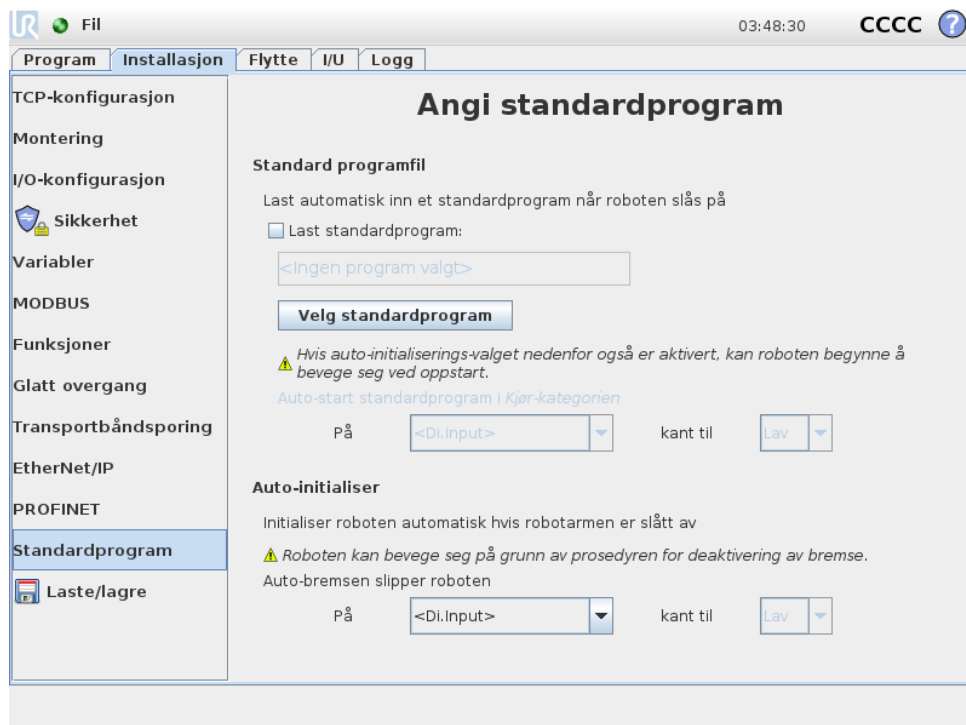 UR Fil 03:48:30 CCCC ?
Program Installasjon Flytte I/U Logg
TCP-konfigurasjon
Montering
I/O-konfigurasjon
Sikkerhet
Variabler
MODBUS
Funksjoner
Glatt overgang
Transportbåndsporing
EtherNet/IP
PROFINET
Standardprogram
Laste/lagre
Angi standardprogram
Standard programfil
Last automatisk inn et standardprogram når roboten slås på
Last standardprogram:
<Ingen program valgt>
Velg standardprogram
Hvis auto-initialiserings-valget nedenfor også er aktivert, kan roboten begynne å
bevege seg ved oppstart.
Auto-start standardprogram i Kjør-kategorien
På <Di.Input> kant til Lav
Auto-initialiser
Initialiser roboten automatisk hvis robotarmen er slått av
Roboten kan bevege seg på grunn av prosedyren for deaktivering av bremse.
Auto-bremsen slipper roboten
På <Di.Input> kant til Lav